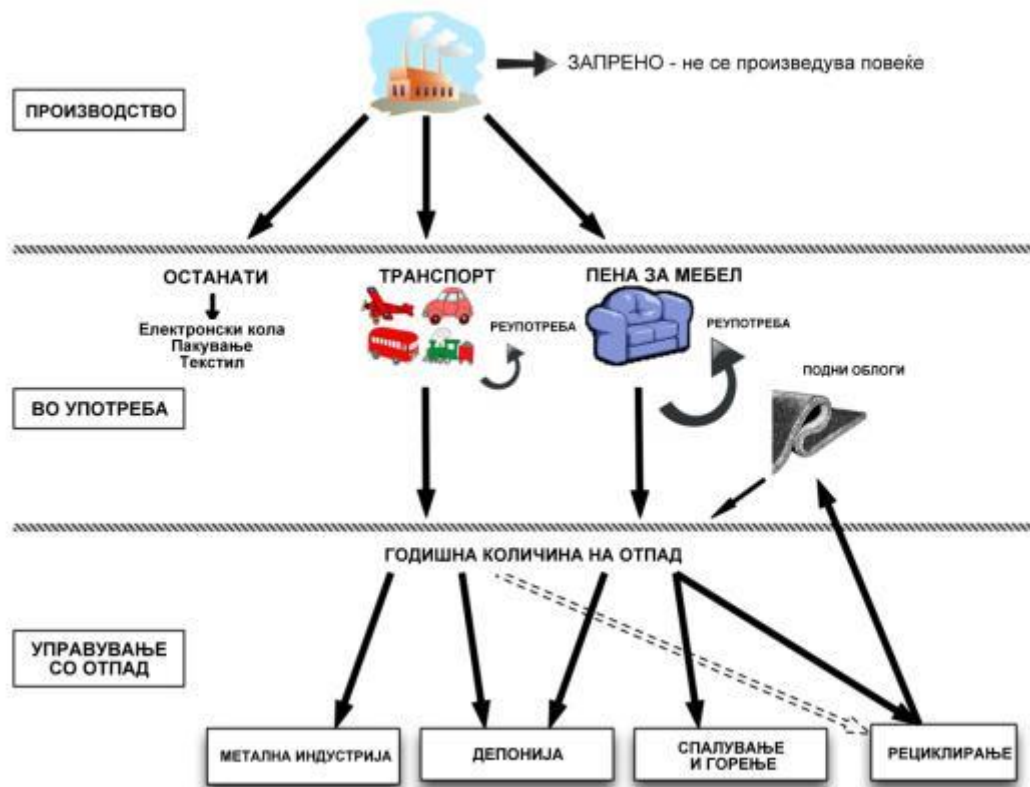 ЗАПРЕНО - не се произведува повеќе
ПРОИЗВОДСТВО
ОСТАНАТИ
ТРАНСПОРТ
ПЕНА ЗА МЕБЕЛ
Електронски кола
Пакување
Текстил
РЕУПОТРЕБА
РЕУПОТРЕБА
ПОДНИ ОБЛОГИ
ВО УПОТРЕБА
ГОДИШНА КОЛИЧИНА НА ОТПАД
УПРАВУВАЊЕ
СО ОТПАД
МЕТАЛНА ИНДУСТРИЈА
ДЕПОНИЈА
СПАЛУВАЊЕ
И ГОРЕЊЕ
РЕЦИКЛИРАЊЕ